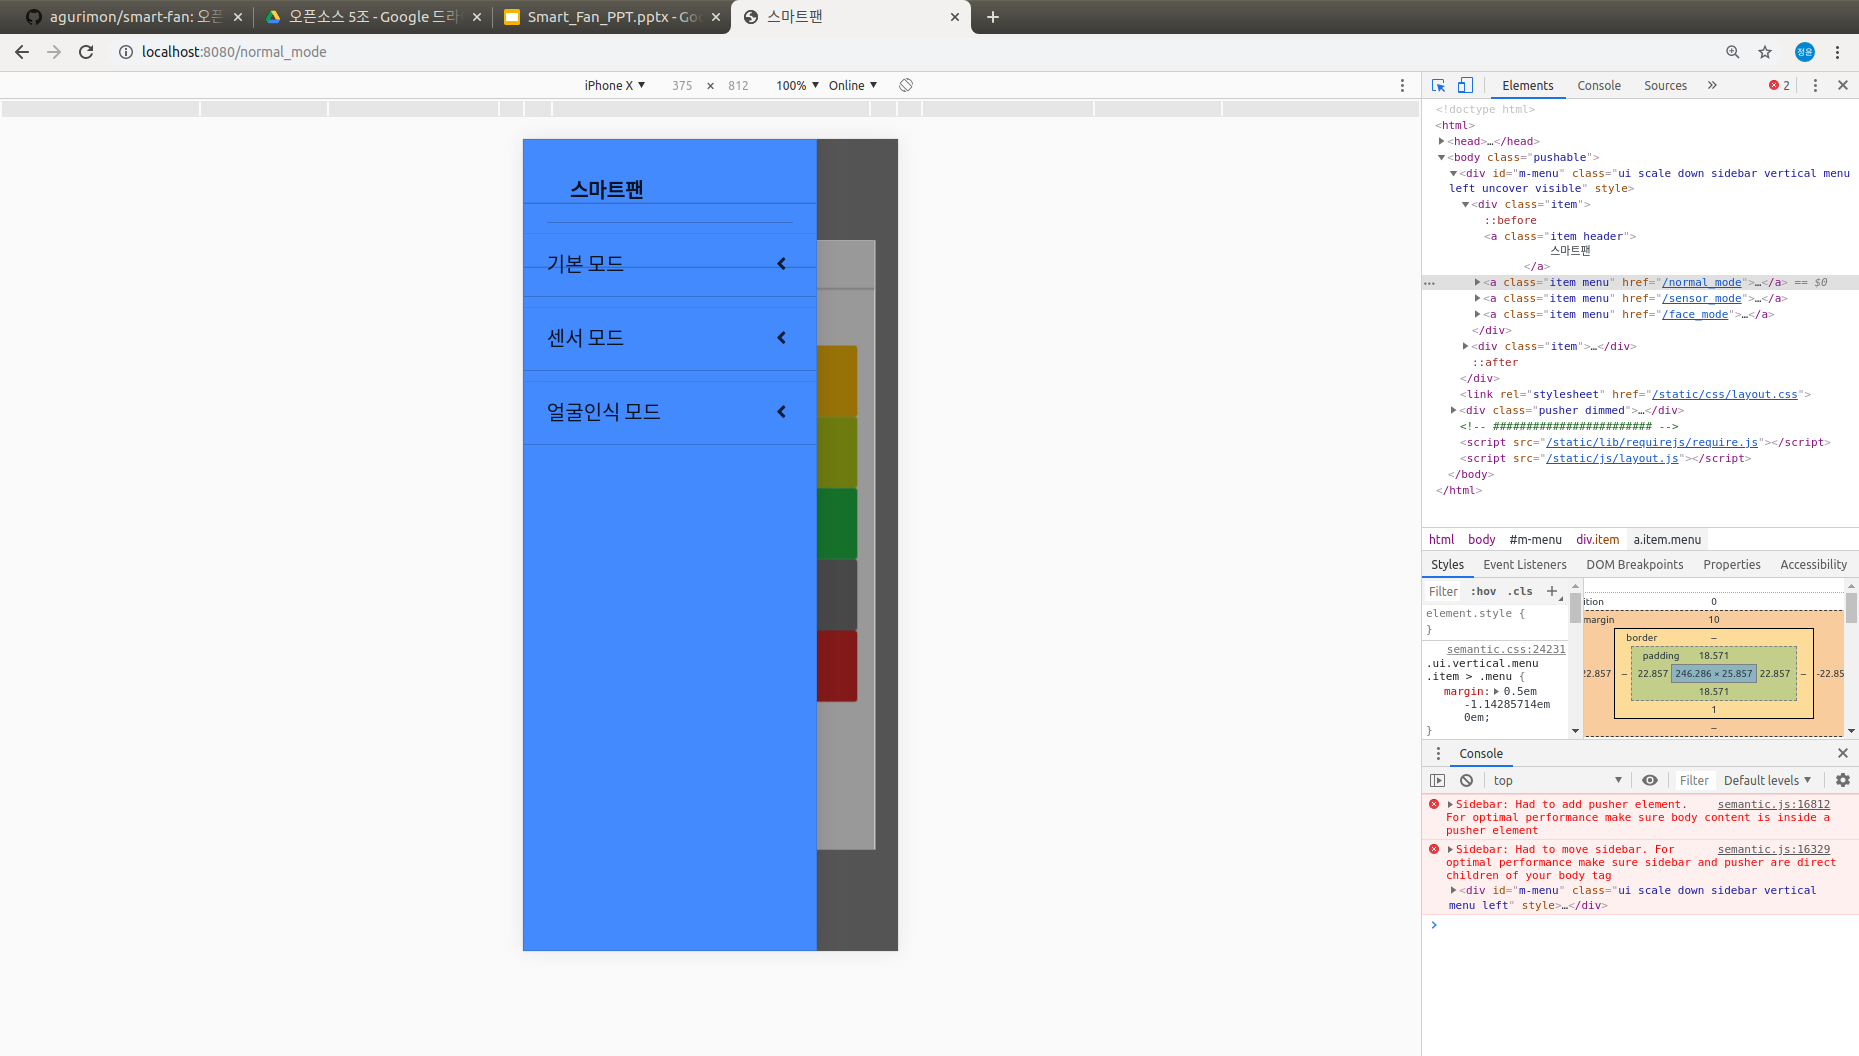 agurimon/smart-fan: 오픈
오픈소스 5조 - Google 드라
Smart_Fan_PPT.pptx - Go
스마트팬
localhost:8080/normal_mode
정윤
iPhone X 375 × 812 100% Online
Elements Console Sources » 2
스마트팬
기본 모드
센서 모드
얼굴인식 모드
<!doctype html>
<html>
<head>…</head>
<body class="pushable">
<div id="m-menu" class="ui scale down sidebar vertical menu
left uncover visible" style>
<div class="item">
::before
<a class="item header">
스마트팬
</a>
<a class="item menu" href="/normal_mode">…</a> == $0
<a class="item menu" href="/sensor_mode">…</a>
<a class="item menu" href="/face_mode">…</a>
</div>
<div class="item">…</div>
::after
</div>
<link rel="stylesheet" href="/static/css/layout.css">
<div class="pusher dimmed">…</div>
<!-- ######################## -->
<script src="/static/lib/requirejs/require.js"></script>
<script src="/static/js/layout.js"></script>
</body>
</html>
html body #m-menu div.item a.item.menu
Styles Event Listeners DOM Breakpoints Properties Accessibility
Filter :hov .cls +
element.style {
}
semantic.css:24231
.ui.vertical.menu
.item > .menu {
margin: 0.5em
-1.14285714em
0em;
}
ition 0
margin 10
border –
padding 18.571
22.857 – 22.857 246.286 × 25.857 22.857 – -22.85
18.571
1
–
Console
top Filter Default levels
Sidebar: Had to add pusher element. semantic.js:16812
For optimal performance make sure body content is inside a
pusher element
Sidebar: Had to move sidebar. For semantic.js:16329
optimal performance make sure sidebar and pusher are direct
children of your body tag
<div id="m-menu" class="ui scale down sidebar vertical
menu left" style>…</div>